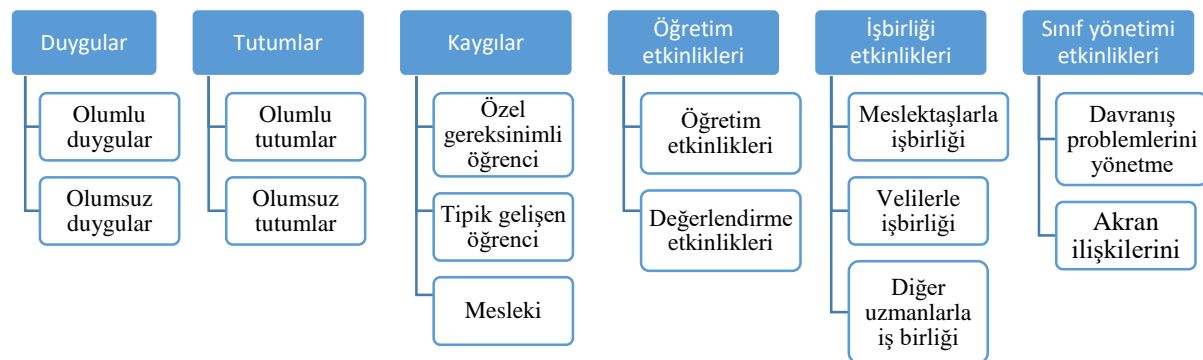 Duygular
Olumlu
duygular
Olumsuz
duygular
Tutumlar
Olumlu
tutumlar
Olumsuz
tutumlar
Kaygılar
Özel
gereksinimli
öğrenci
Tipik gelişen
öğrenci
Mesleki
Öğretim
etkinlikleri
Öğretim
etkinlikleri
Değerlendirme
etkinlikleri
İşbirliği
etkinlikleri
Meslektaşlarla
işbirliği
Velilerle
işbirliği
Diğer
uzmanlarla
iş birliği
Sınıf yönetimi
etkinlikleri
Davranış
problemlerini
yönetme
Akran
ilişkilerini